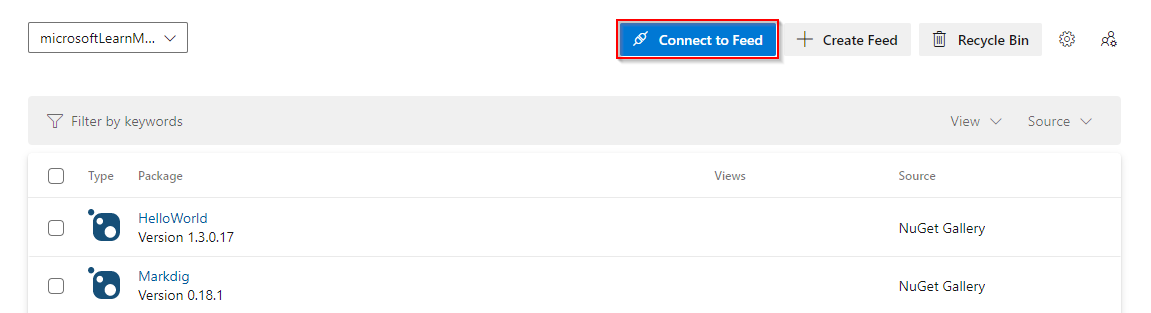 microsoftLearnM...
Connect to Feed
Create Feed
Recycle Bin
Filter by keywords
View
Source
Type Package Views Source
HelloWorld
Version 1.3.0.17
NuGet Gallery
Markdig
Version 0.18.1
NuGet Gallery